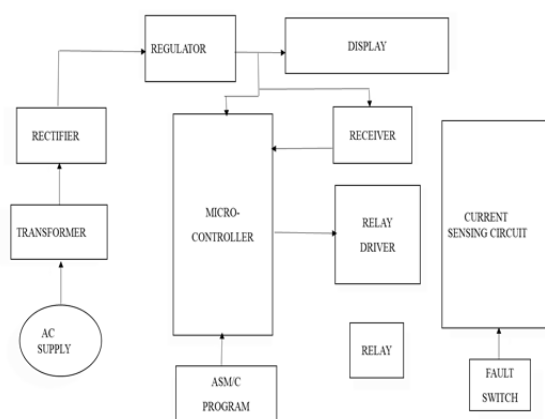 REGULATOR
DISPLAY
RECTIFIER
RECEIVER
TRANSFORMER
MICRO-
CONTROLLER
RELAY
DRIVER
CURRENT
SENSING CIRCUIT
AC
SUPPLY
RELAY
ASM/C
PROGRAM
FAULT
SWITCH